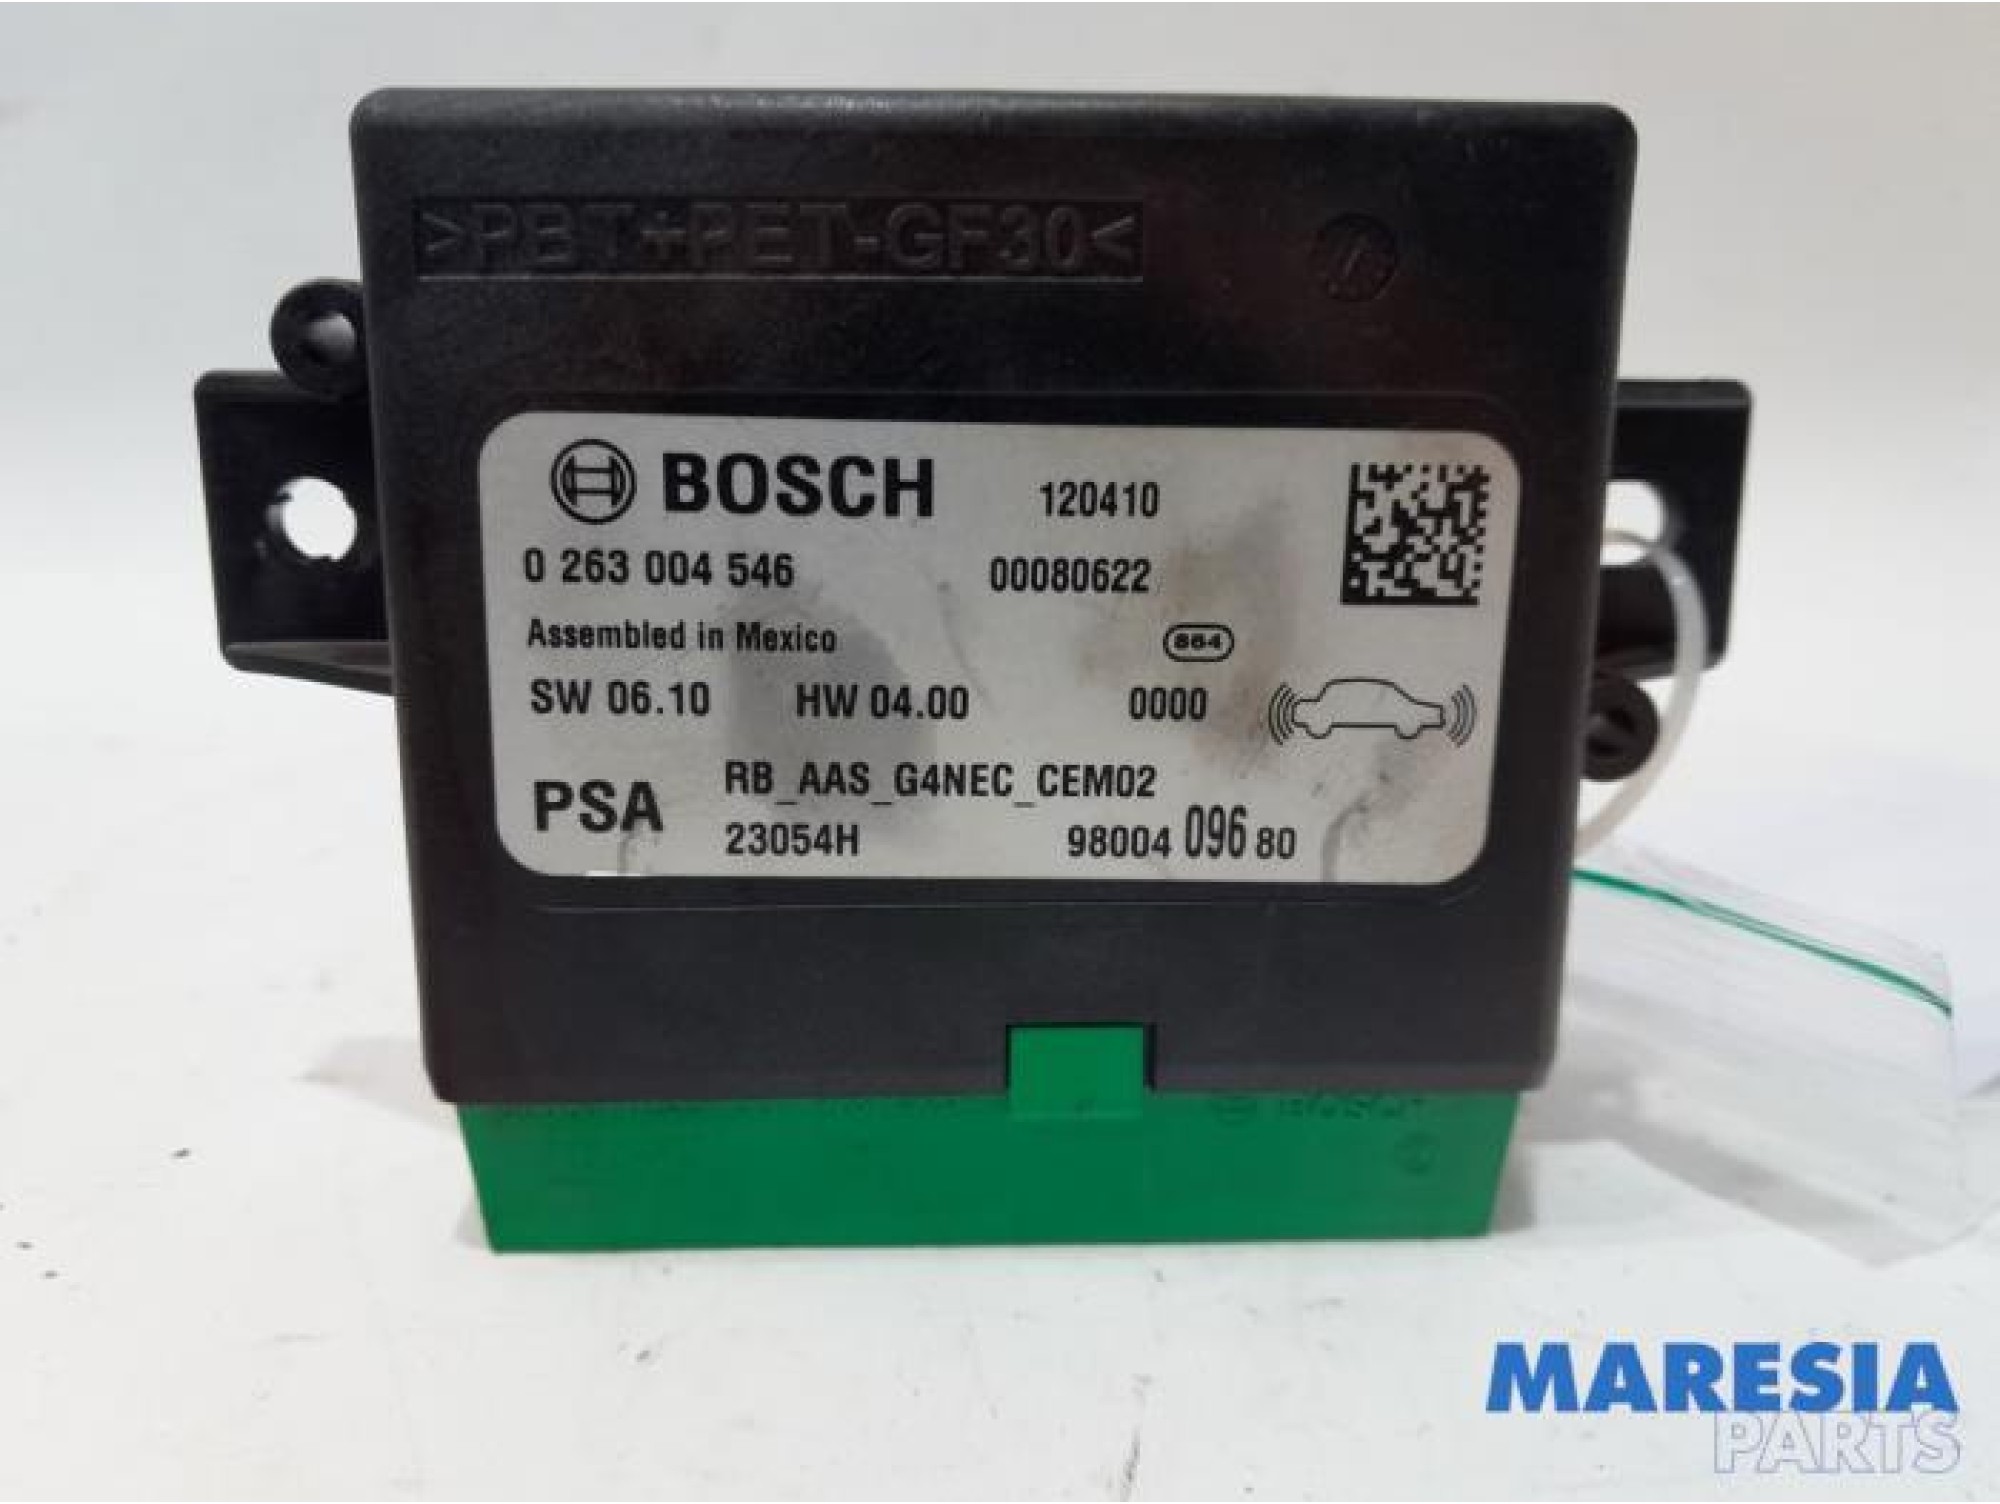 >PBT+PET-GF30<
BOSCH 120410
0 263 004 546 00080622
Assembled in Mexico 864
SW 06.10 HW 04.00 0000
PSA RB_AAS_G4NEC_CEM02
23054H 98004 096 80
MARESIA
PARTS